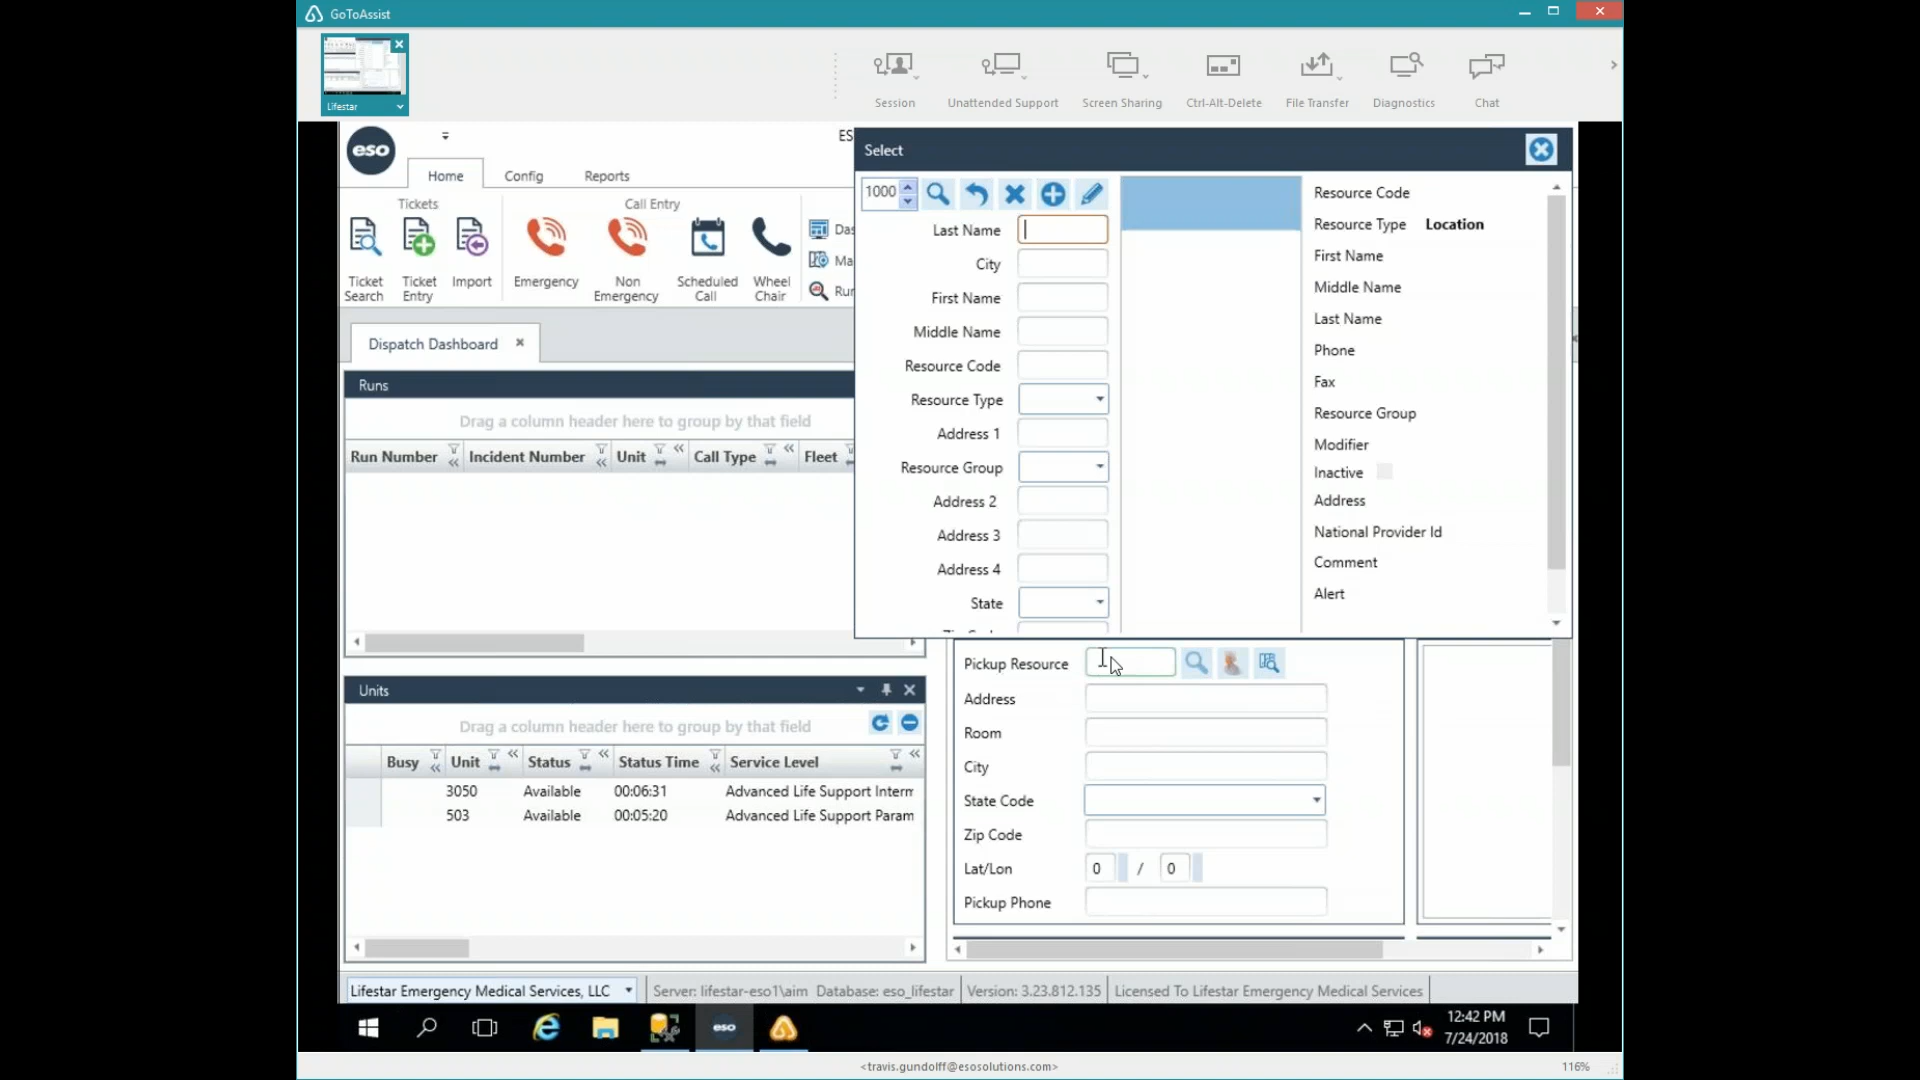 GoToAssist
Lifestar
Session
Unattended Support
Screen Sharing
Ctrl-Alt-Delete
File Transfer
Diagnostics
Chat
eso
ES
Home
Config
Reports
Tickets
Call Entry
Ticket Search
Ticket Entry
Import
Emergency
Non Emergency
Scheduled Call
Wheel Chair
Das
Ma
Run
Select
1000
Last Name
City
First Name
Middle Name
Resource Code
Resource Type
Address 1
Resource Group
Address 2
Address 3
Address 4
State
Resource Code
Resource Type Location
First Name
Middle Name
Last Name
Phone
Fax
Resource Group
Modifier
Inactive
Address
National Provider Id
Comment
Alert
Dispatch Dashboard
Runs
Drag a column header here to group by that field
Run Number Incident Number Unit Call Type Fleet
Units
Drag a column header here to group by that field
Busy Unit Status Status Time Service Level
3050 Available 00:06:31 Advanced Life Support Interm
503 Available 00:05:20 Advanced Life Support Param
Pickup Resource
Address
Room
City
State Code
Zip Code
Lat/Lon 0 / 0
Pickup Phone
Lifestar Emergency Medical Services, LLC Server: lifestar-eso1\aim Database: eso_lifestar Version: 3.23.812.135 Licensed To Lifestar Emergency Medical Services
eso
12:42 PM
7/24/2018
<travis.gundolff@esosolutions.com>
116%